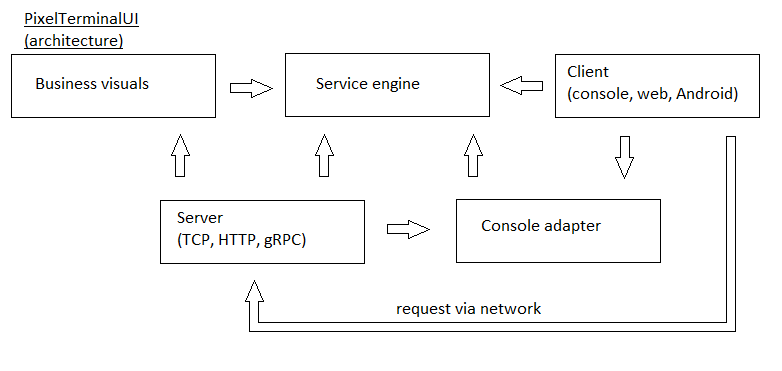 PixelTerminalUI
(architecture)
Business visuals
Service engine
Client
(console, web, Android)
Server
(TCP, HTTP, gRPC)
Console adapter
request via network